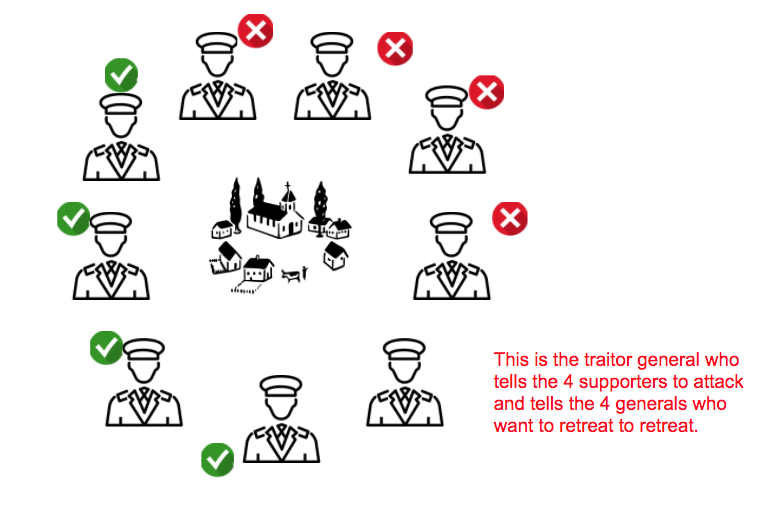 This is the traitor general who
tells the 4 supporters to attack
and tells the 4 generals who
want to retreat to retreat.